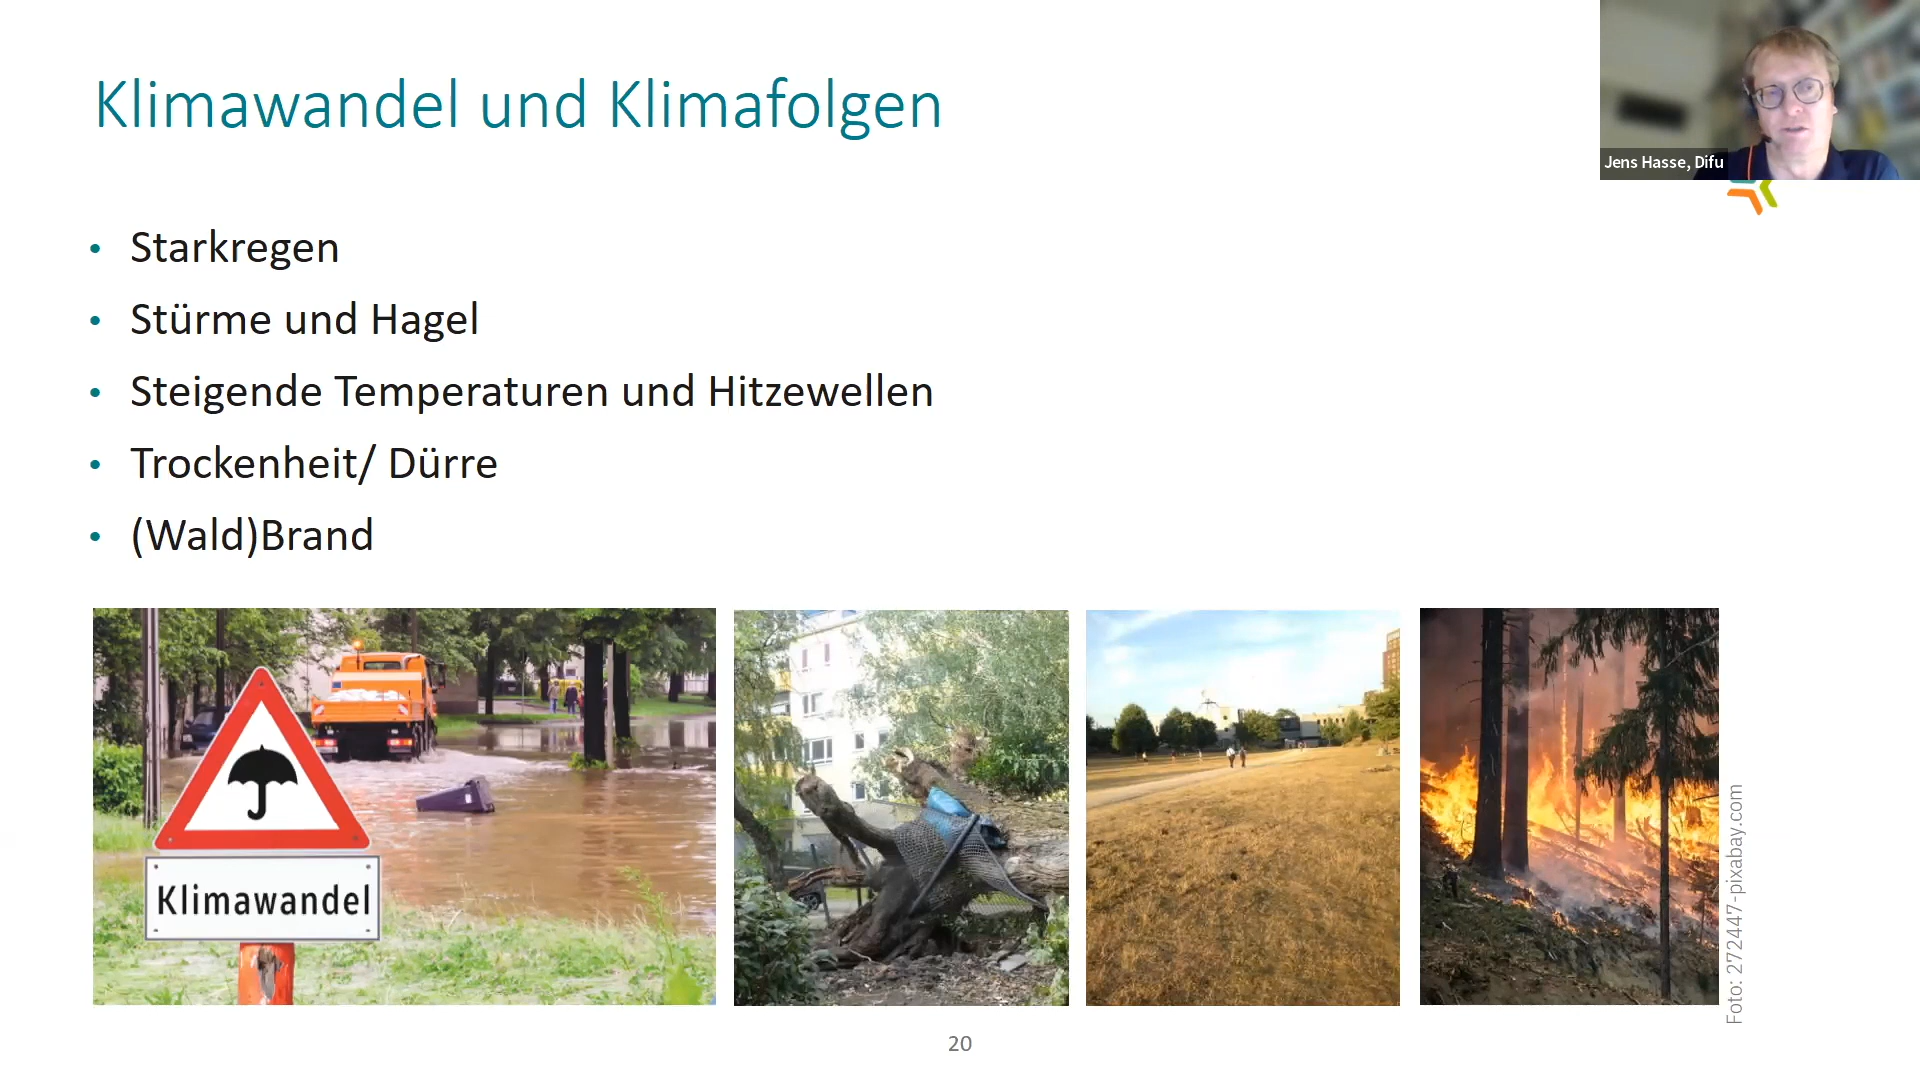 Klimawandel und Klimafolgen
Jens Hasse, Difu
• Starkregen
• Stürme und Hagel
• Steigende Temperaturen und Hitzewellen
• Trockenheit/ Dürre
• (Wald)Brand
Klimawandel
Foto: 272447-pixabay.com
20